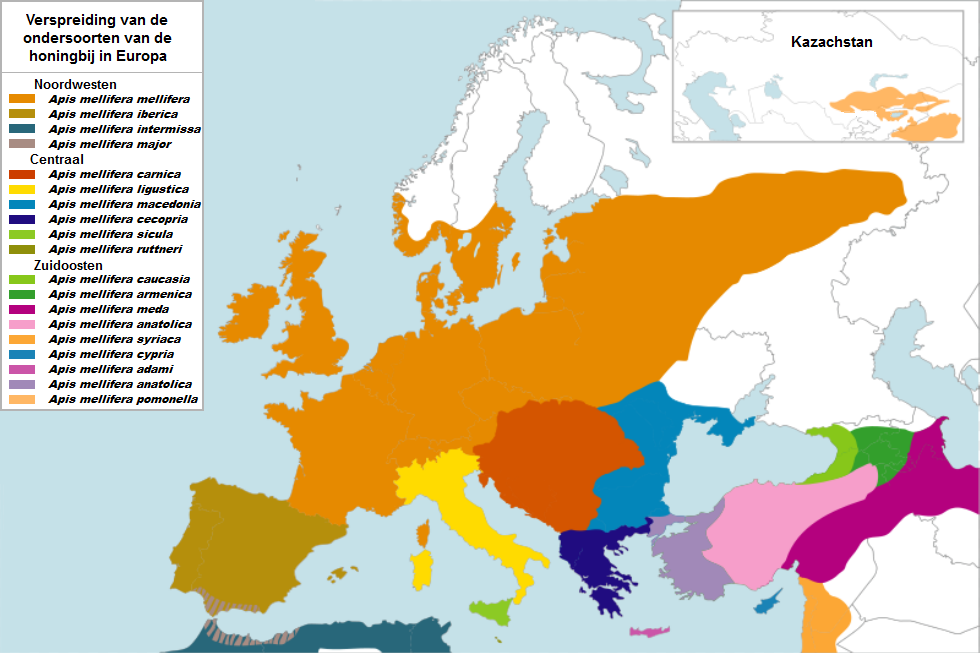 Verspreiding van de
ondersoorten van de
honingbij in Europa
Noordwesten
Apis mellifera mellifera
Apis mellifera iberica
Apis mellifera intermissa
Apis mellifera major
Centraal
Apis mellifera carnica
Apis mellifera ligustica
Apis mellifera macedonia
Apis mellifera cecopria
Apis mellifera sicula
Apis mellifera ruttneri
Zuidoosten
Apis mellifera caucasia
Apis mellifera armenica
Apis mellifera meda
Apis mellifera anatolica
Apis mellifera syriaca
Apis mellifera cypria
Apis mellifera adami
Apis mellifera anatolica
Apis mellifera pomonella
Kazachstan